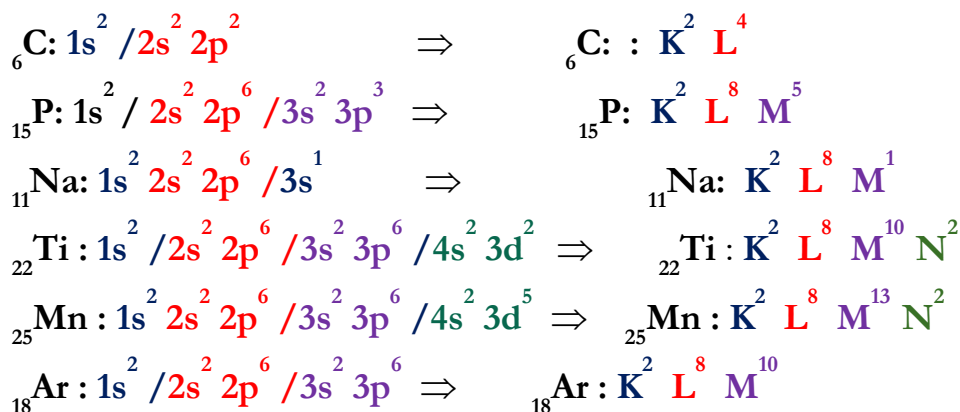 ₆C: 1s² /2s² 2p² ⇒ ₆C: : K² L⁴
₁₅P: 1s² / 2s² 2p⁶ /3s² 3p³ ⇒ ₁₅P: K² L⁸ M⁵
₁₁Na: 1s² 2s² 2p⁶ /3s¹ ⇒ ₁₁Na: K² L⁸ M¹
₂₂Ti : 1s² /2s² 2p⁶ /3s² 3p⁶ /4s² 3d² ⇒ ₂₂Ti : K² L⁸ M¹⁰ N²
₂₅Mn : 1s² 2s² 2p⁶ /3s² 3p⁶ /4s² 3d⁵ ⇒ ₂₅Mn : K² L⁸ M¹³ N²
₁₈Ar : 1s² /2s² 2p⁶ /3s² 3p⁶ ⇒ ₁₈Ar : K² L⁸ M¹⁰